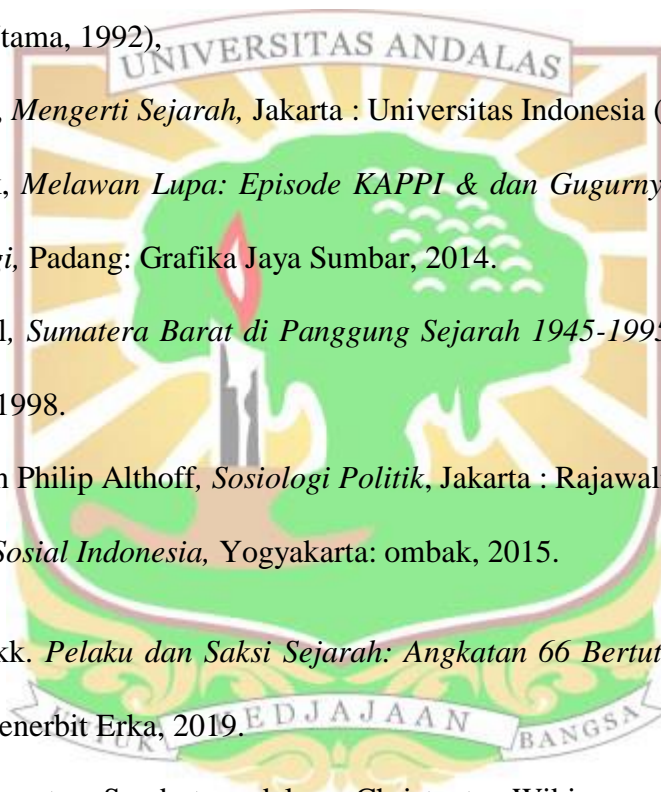 tama, 1992),
UNIVERSITAS ANDALAS
, Mengerti Sejarah, Jakarta : Universitas Indonesia (
, Melawan Lupa: Episode KAPPI & dan Gugurny
i, Padang: Grafika Jaya Sumbar, 2014.
l, Sumatera Barat di Panggung Sejarah 1945-1995
1998.
n Philip Althoff, Sosiologi Politik, Jakarta : Rajawal
Sosial Indonesia, Yogyakarta: ombak, 2015.
kk. Pelaku dan Saksi Sejarah: Angkatan 66 Bertut
enerbit Erka, 2019.
UNTUK KEDJAJAAN BANGSA